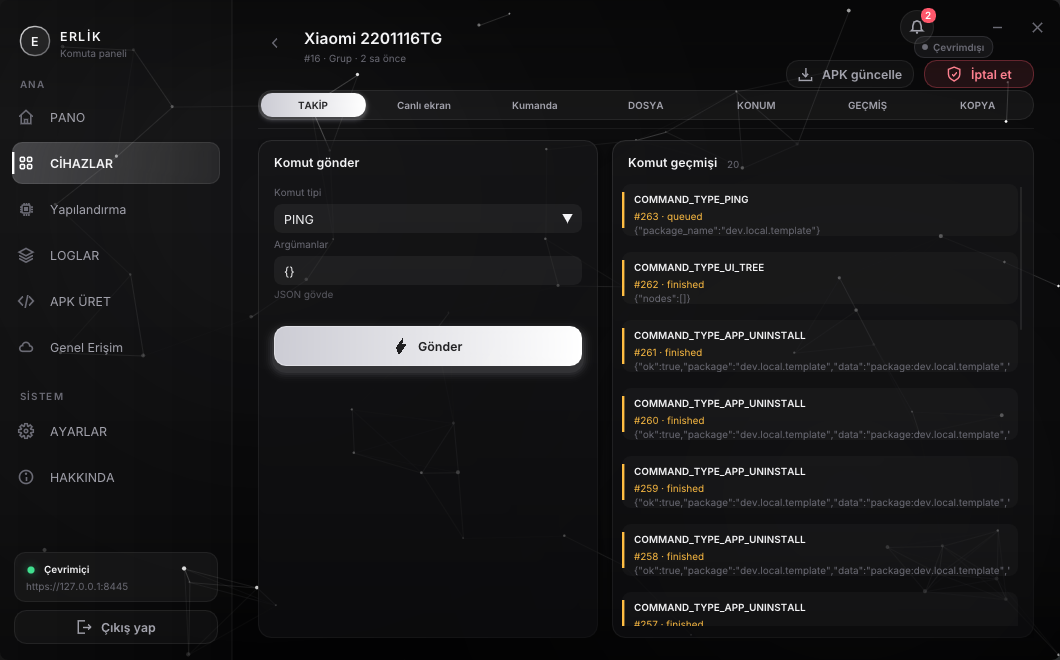 E
ERLİK
Komuta paneli
ANA
PANO
CİHAZLAR
Yapılandırma
LOGLAR
APK ÜRET
Genel Erişim
SİSTEM
AYARLAR
HAKKINDA
Çevrimiçi
https://127.0.0.1:8445
Çıkış yap
Xiaomi 2201116TG
#16 · Grup · 2 sa önce
2
Çevrimdışı
APK güncelle
İptal et
TAKİP
Canlı ekran
Kumanda
DOSYA
KONUM
GEÇMİŞ
KOPYA
Komut gönder
Komut tipi
PING
Argümanlar
{}
JSON gövde
Gönder
Komut geçmişi 20
COMMAND_TYPE_PING
#263 · queued
{"package_name":"dev.local.template"}
COMMAND_TYPE_UI_TREE
#262 · finished
{"nodes":[]}
COMMAND_TYPE_APP_UNINSTALL
#261 · finished
{"ok":true,"package":"dev.local.template","data":"package:dev.local.template","
COMMAND_TYPE_APP_UNINSTALL
#260 · finished
{"ok":true,"package":"dev.local.template","data":"package:dev.local.template","
COMMAND_TYPE_APP_UNINSTALL
#259 · finished
{"ok":true,"package":"dev.local.template","data":"package:dev.local.template","
COMMAND_TYPE_APP_UNINSTALL
#258 · finished
{"ok":true,"package":"dev.local.template","data":"package:dev.local.template","
COMMAND_TYPE_APP_UNINSTALL
#257 · finished